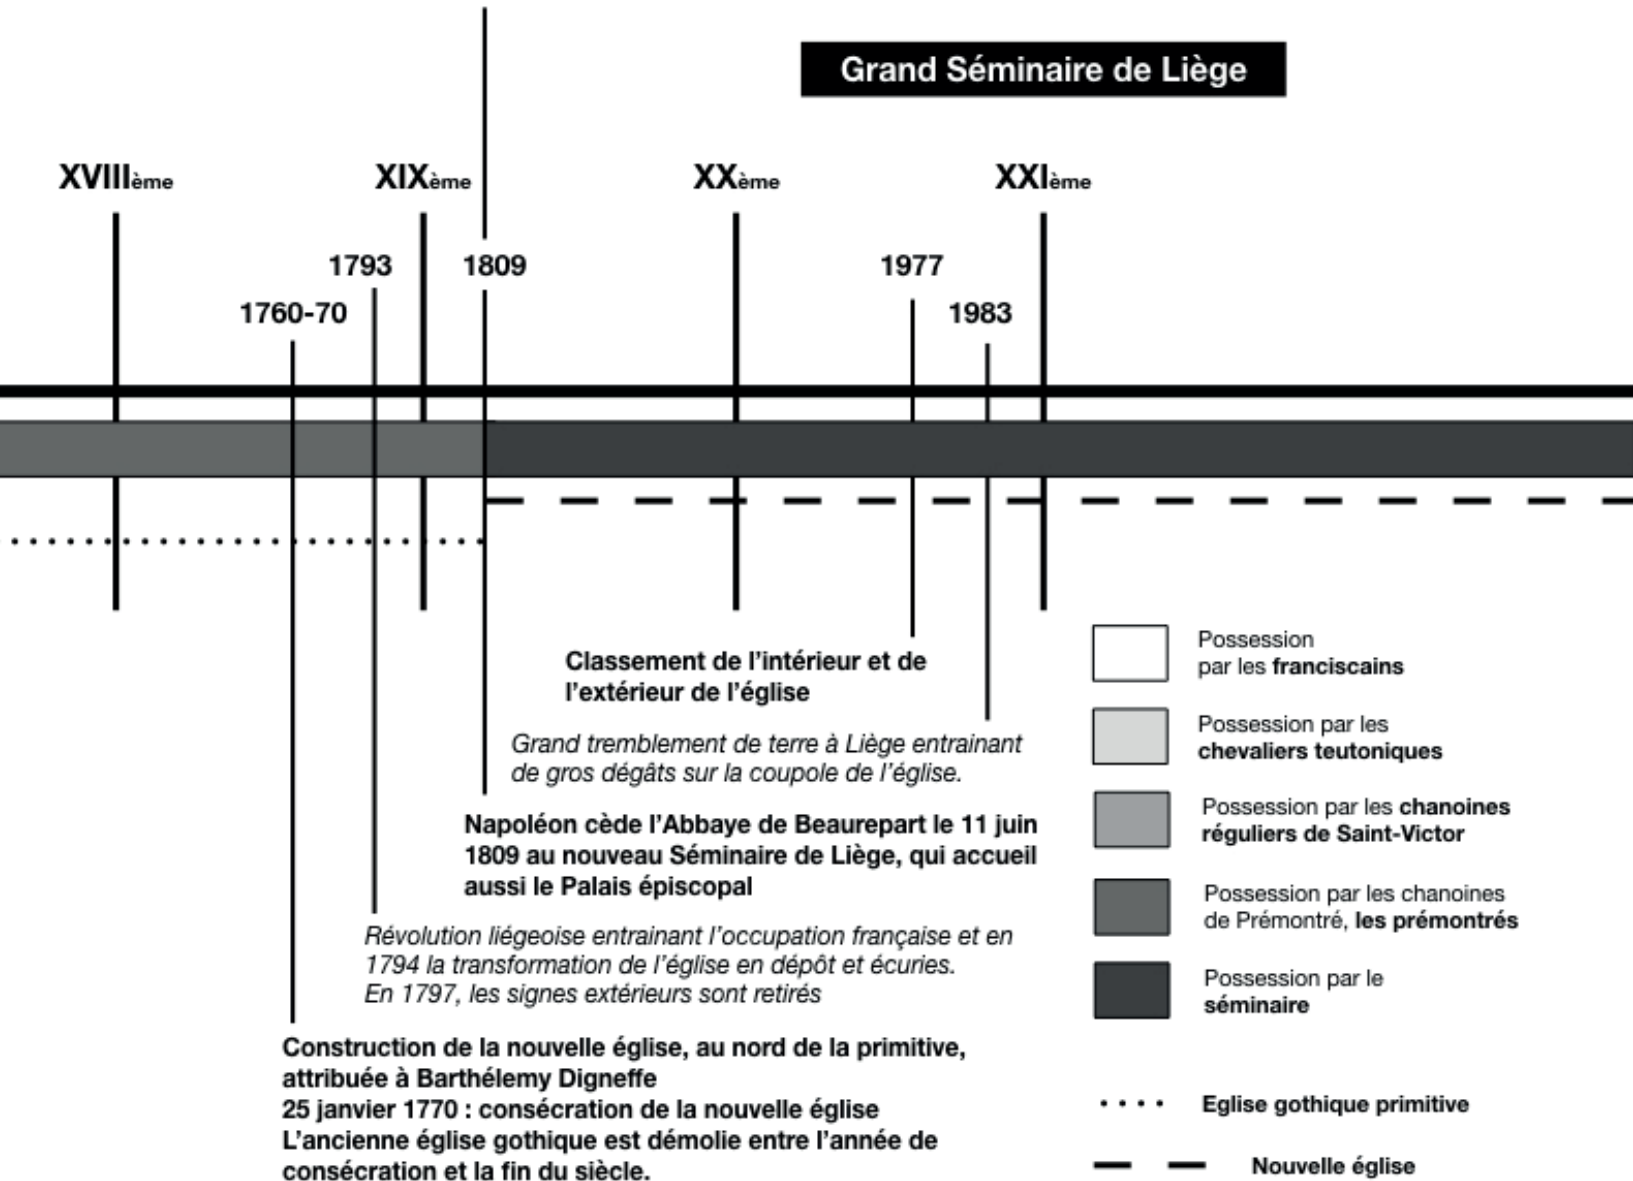 Grand Séminaire de Liège
XVIIIème
XIXème
XXème
XXIème
1793
1809
1977
1760-70
1983
Classement de l'intérieur et de
l'extérieur de l'église
Grand tremblement de terre à Liège entrainant
de gros dégâts sur la coupole de l'église.
Napoléon cède l'Abbaye de Beaurepart le 11 juin
1809 au nouveau Séminaire de Liège, qui accueil
aussi le Palais épiscopal
Révolution liégeoise entrainant l'occupation française et en
1794 la transformation de l'église en dépôt et écuries.
En 1797, les signes extérieurs sont retirés
Construction de la nouvelle église, au nord de la primitive,
attribuée à Barthélemy Digneffe
25 janvier 1770 : consécration de la nouvelle église
L'ancienne église gothique est démolie entre l'année de
consécration et la fin du siècle.
Possession
par les franciscains
Possession par les
chevaliers teutoniques
Possession par les chanoines
réguliers de Saint-Victor
Possession par les chanoines
de Prémontré, les prémontrés
Possession par le
séminaire
Eglise gothique primitive
Nouvelle église